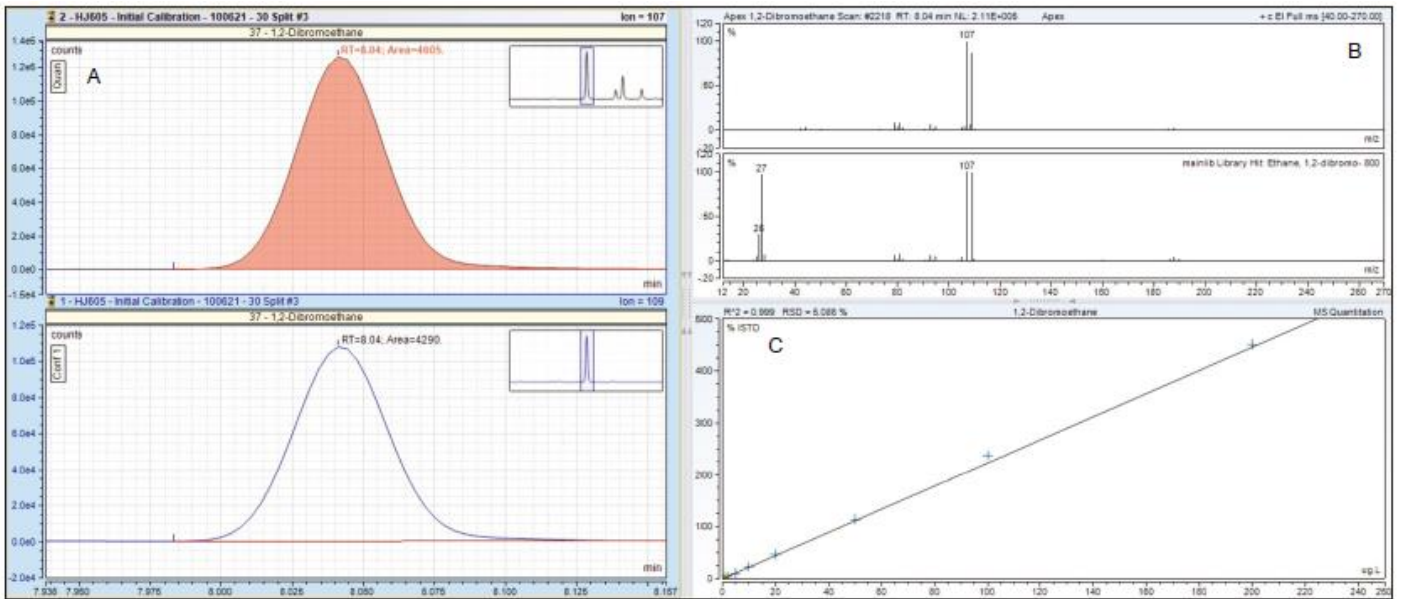 2 - HJ605 - Initial Calibration - 100621 - 30 Split #3 Ion = 107
37 - 1,2-Dibromoethane
1.4e5
counts
RT=8.04; Area=4605.
A
Quan
1.2e5
1.0e5
8.0e4
6.0e4
4.0e4
2.0e4
0.0e0
min
-1.5e4
1 - HJ605 - Initial Calibration - 100621 - 30 Split #3 Ion = 109
37 - 1,2-Dibromoethane
1.2e5
counts
RT=8.04; Area=4290.
Conf 1
1.0e5
8.0e4
6.0e4
4.0e4
2.0e4
0.0e0
min
-2.0e4
7.938 7.950 7.975 8.000 8.025 8.050 8.075 8.100 8.125 8.157
Apex 1,2-Dibromoethane Scan: #2218 RT: 8.04 min NL: 2.11E+006 Apex + c EI Full ms [40.00-270.00]
120
%
107
B
100
50
0
m/z
-20
120
%
mainlib Library Hit: Ethane, 1,2-dibromo- 800
27
107
100
50
26
0
m/z
-20
12 20 40 60 80 100 120 140 160 180 200 220 240 270
R^2 = 0.999 RSD = 5.086 % 1,2-Dibromoethane MS Quantitation
500
% ISTD
C
400
300
200
100
0
0 20 40 60 80 100 120 140 160 180 200 220 250